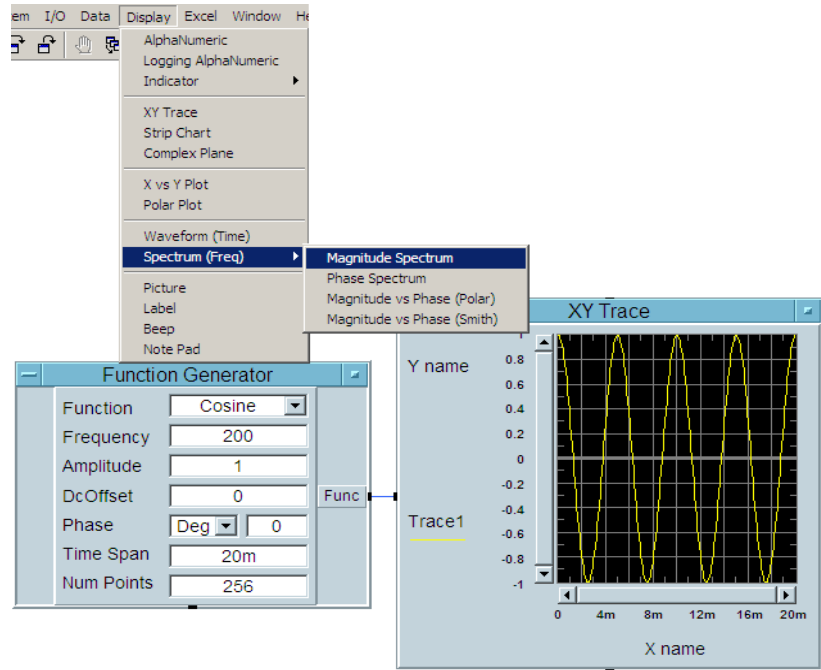 em I/O Data Display Excel Window He
AlphaNumeric
Logging AlphaNumeric
Indicator
XY Trace
Strip Chart
Complex Plane
X vs Y Plot
Polar Plot
Waveform (Time)
Spectrum (Freq)
Picture
Label
Beep
Note Pad
Magnitude Spectrum
Phase Spectrum
Magnitude vs Phase (Polar)
Magnitude vs Phase (Smith)
Function Generator
Function Cosine
Frequency 200
Amplitude 1
DcOffset 0
Phase Deg 0
Time Span 20m
Num Points 256
Func
XY Trace
Y name
Trace1
0.8
0.6
0.4
0.2
0
-0.2
-0.4
-0.6
-0.8
-1
0 4m 8m 12m 16m 20m
X name